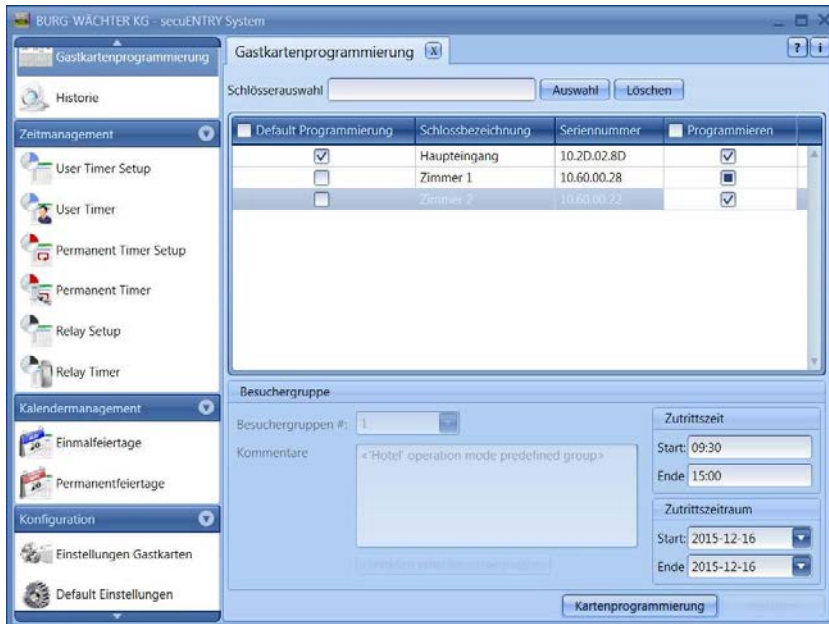 BURG-WÄCHTER KG - secuENTRY System
Gastkartenprogrammierung
Historie
Zeitmanagement
User Timer Setup
User Timer
Permanent Timer Setup
Permanent Timer
Relay Setup
Relay Timer
Kalendermanagement
Einmalfeiertage
Permanentfeiertage
Konfiguration
Einstellungen Gastkarten
Default Einstellungen
Gastkartenprogrammierung X
? i
Schlösserauswahl Auswahl Löschen
Default Programmierung Schlossbezeichnung Seriennummer Programmieren
Haupteingang 10.2D.02.8D
Zimmer 1 10.60.00.28
Zimmer 2 10.60.00.22
Besuchergruppe
Besuchergruppen #: 1
Kommentare <"Hotel' operation mode predefined group>
Zutrittszeit
Start: 09:30
Ende 15:00
Zutrittszeitraum
Start: 2015-12-16
Ende 2015-12-16
Kartenprogrammierung